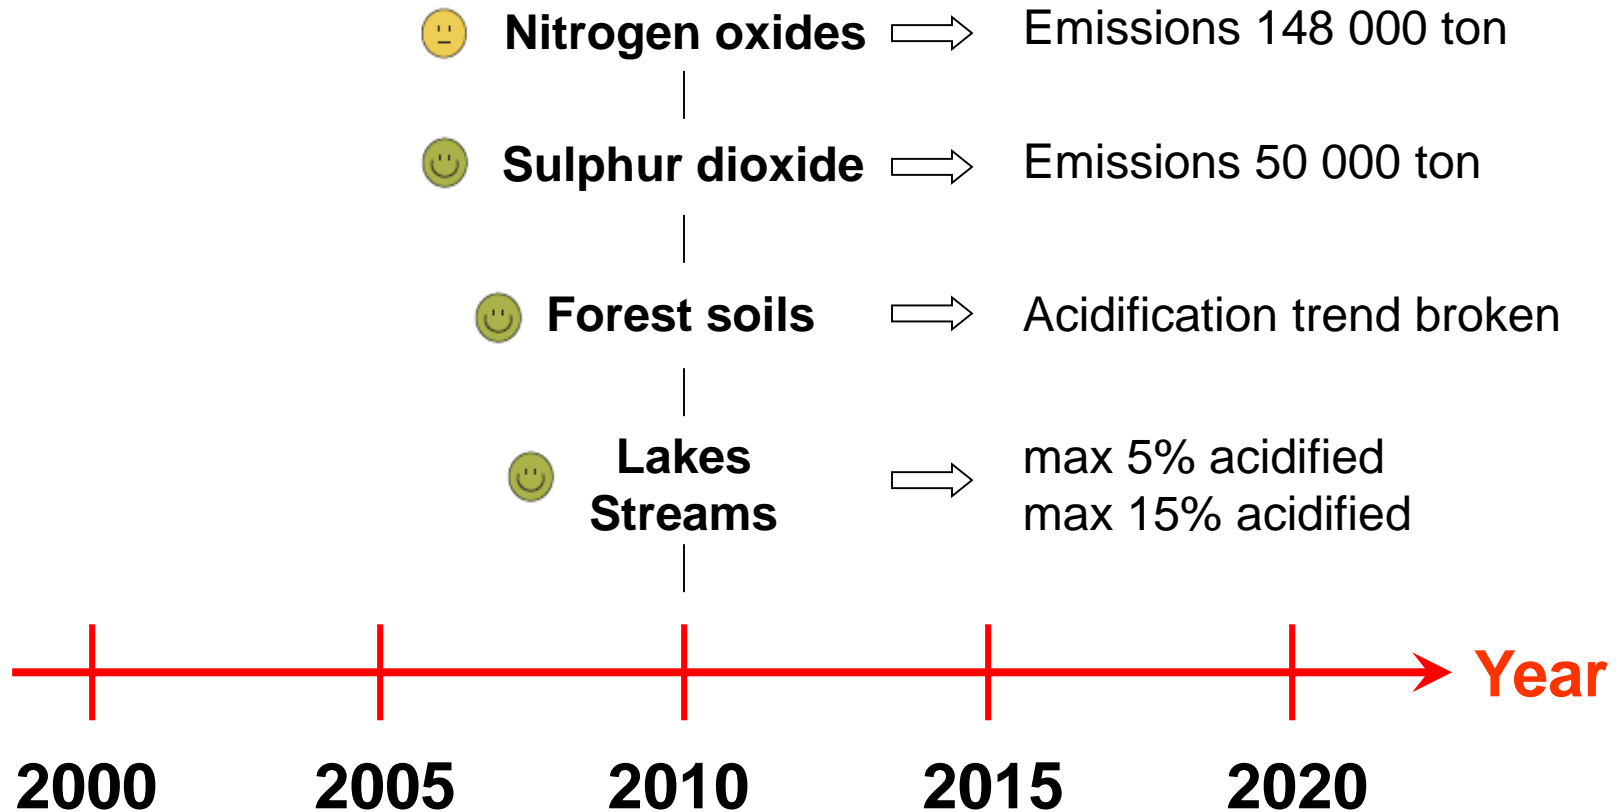 Nitrogen oxides Emissions 148 000 ton
Sulphur dioxide Emissions 50 000 ton
Forest soils Acidification trend broken
Lakes max 5% acidified
Streams max 15% acidified
Year
2000 2005 2010 2015 2020